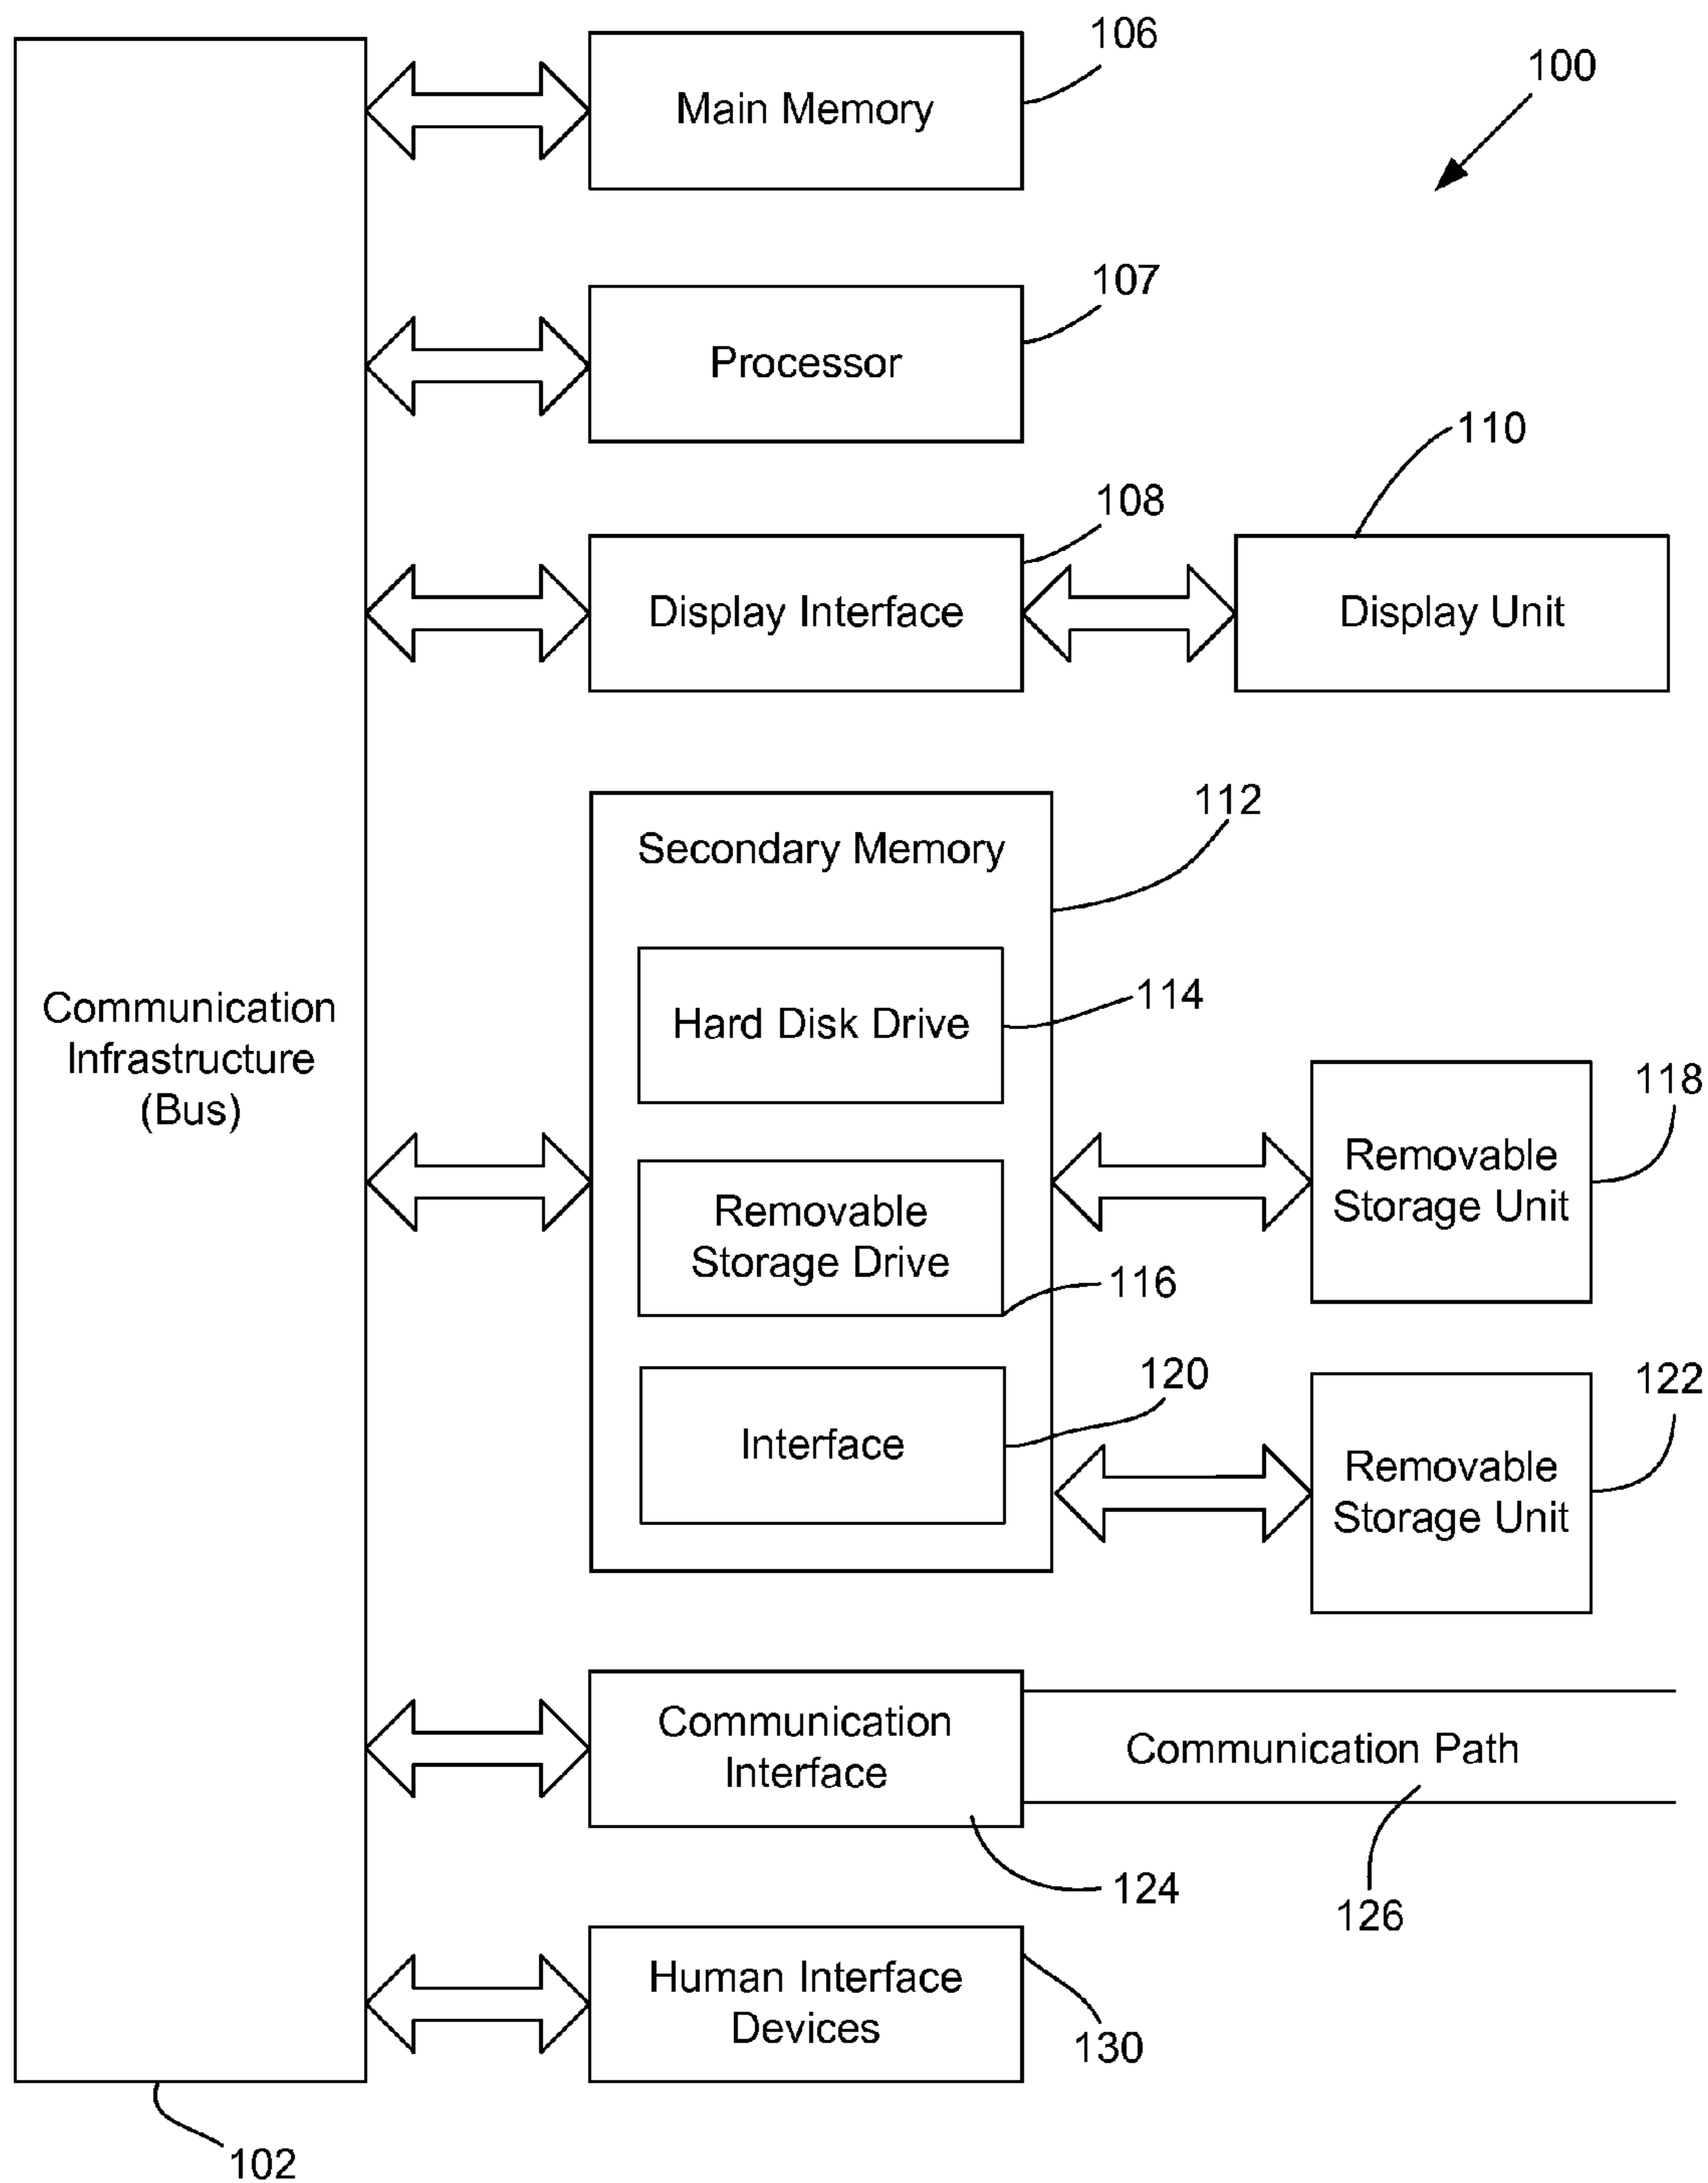 106
100
Main Memory
107
Processor
110
108
Display Interface
Display Unit
112
Secondary Memory
Communication
Infrastructure
(Bus)
114
Hard Disk Drive
118
Removable
Storage Unit
Removable
Storage Drive
116
120
122
Interface
Removable
Storage Unit
Communication
Interface
Communication Path
124
126
Human Interface
Devices
130
102